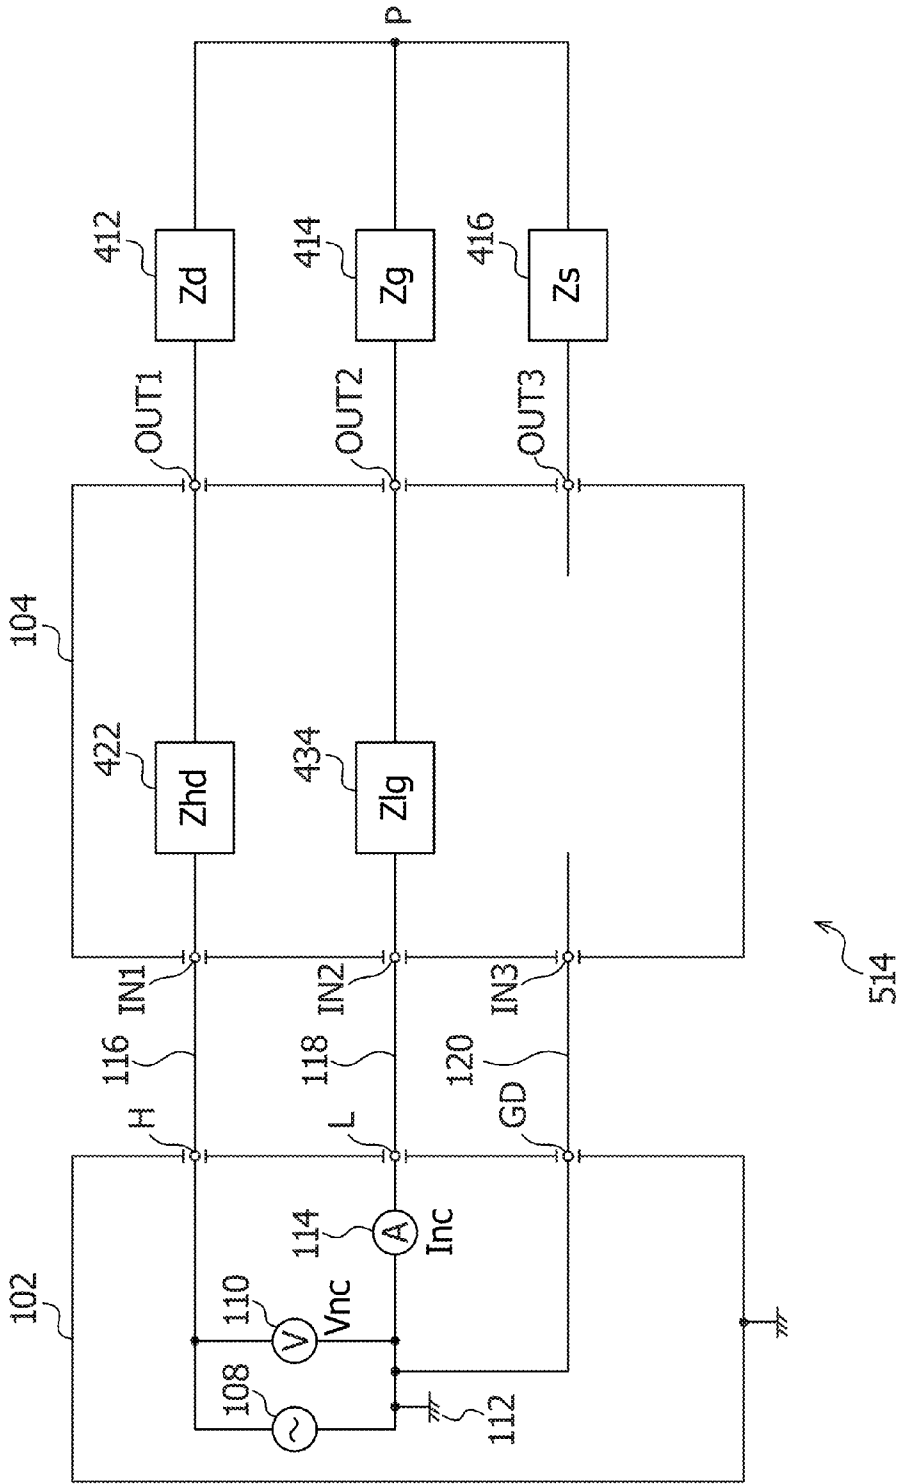 102
108
110
V
Vnc
112
114
A
Inc
H
L
GD
116
118
120
IN1
IN2
IN3
104
422
Zhd
434
Zlg
OUT1
OUT2
OUT3
412
Zd
414
Zg
416
Zs
P
514